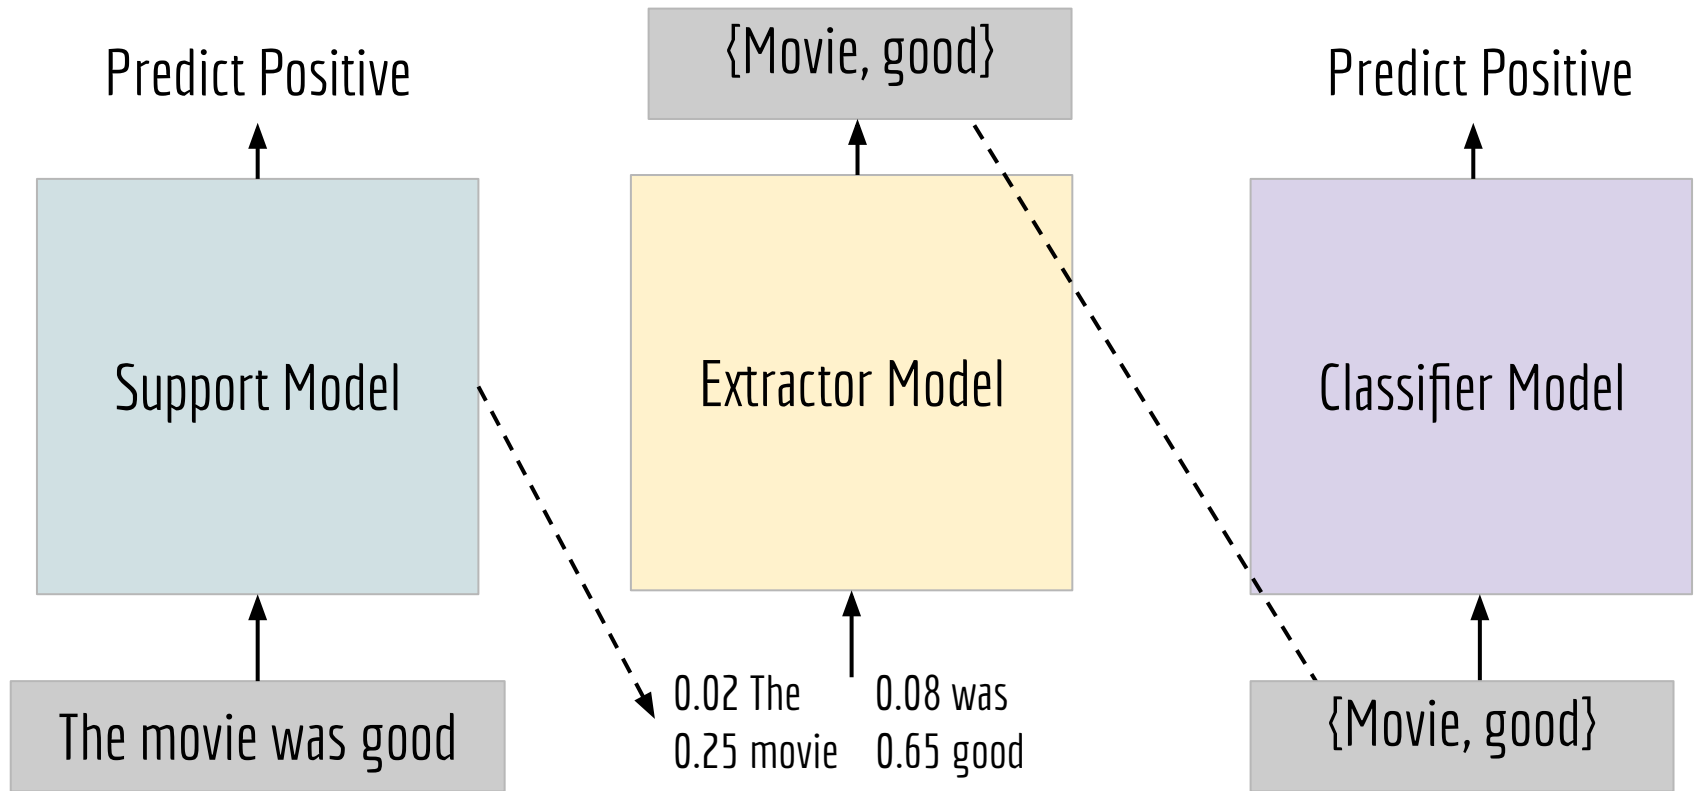 Predict Positive
Support Model
The movie was good
{Movie, good}
Extractor Model
0.02 The 0.08 was
0.25 movie 0.65 good
Predict Positive
Classifier Model
{Movie, good}